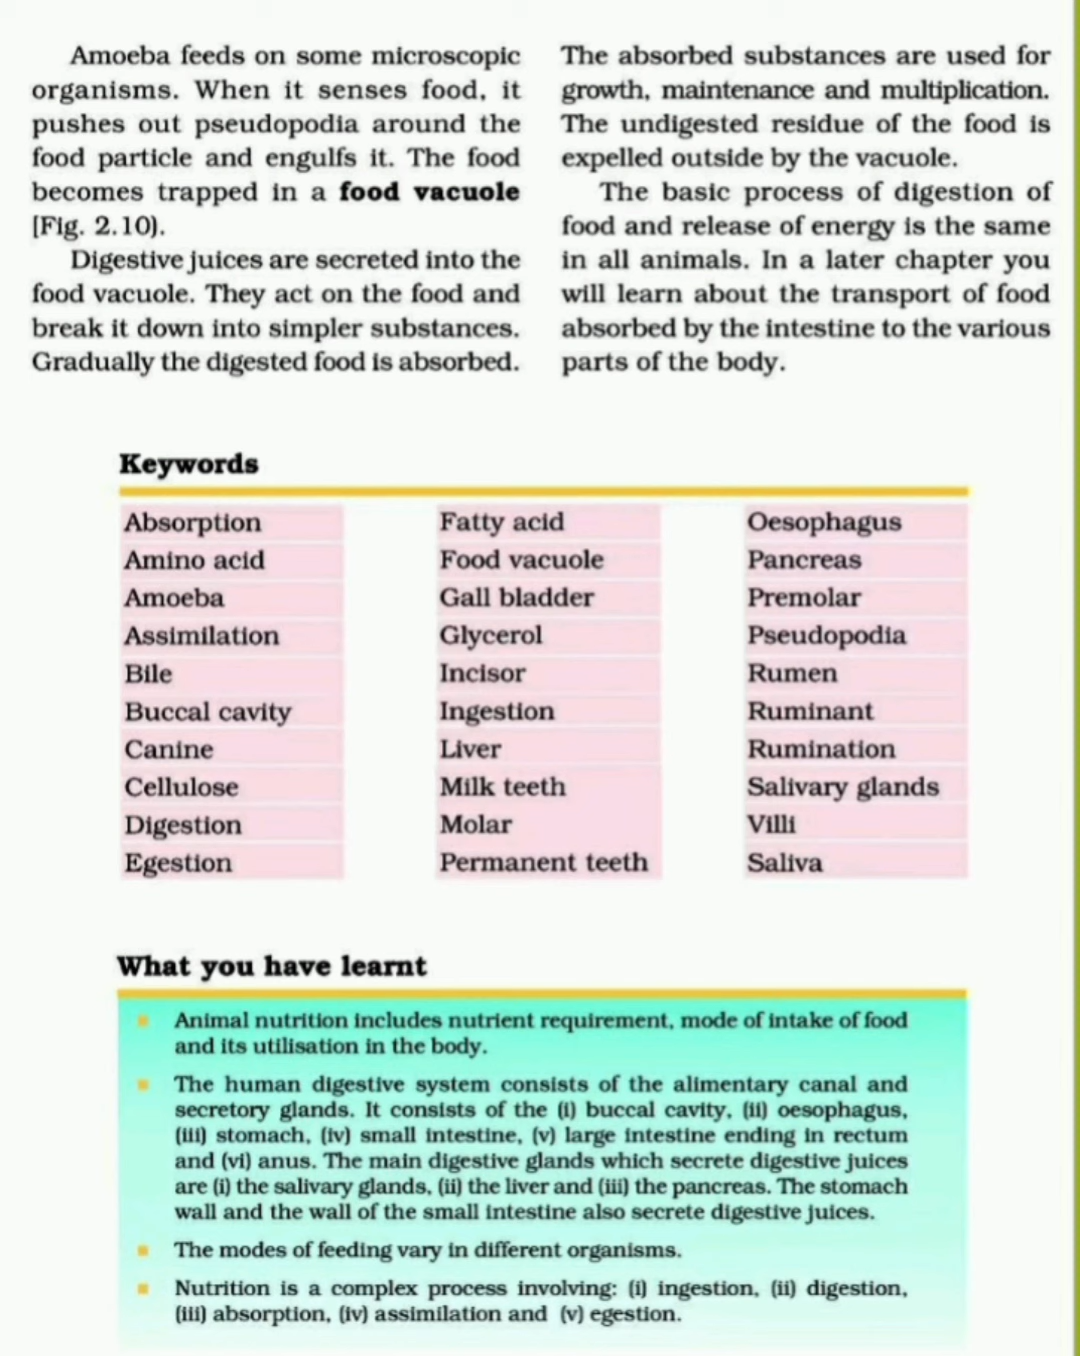 Amoeba feeds on some microscopic
organisms. When it senses food, it
pushes out pseudopodia around the
food particle and engulfs it. The food
becomes trapped in a food vacuole
[Fig. 2.10).
Digestive juices are secreted into the
food vacuole. They act on the food and
break it down into simpler substances.
Gradually the digested food is absorbed.
The absorbed substances are used for
growth, maintenance and multiplication.
The undigested residue of the food is
expelled outside by the vacuole.
The basic process of digestion of
food and release of energy is the same
in all animals. In a later chapter you
will learn about the transport of food
absorbed by the intestine to the various
parts of the body.
Keywords
Absorption
Amino acid
Amoeba
Assimilation
Bile
Buccal cavity
Canine
Cellulose
Digestion
Egestion
Fatty acid
Food vacuole
Gall bladder
Glycerol
Incisor
Ingestion
Liver
Milk teeth
Molar
Permanent teeth
Oesophagus
Pancreas
Premolar
Pseudopodia
Rumen
Ruminant
Rumination
Salivary glands
Villi
Saliva
What you have learnt
Animal nutrition includes nutrient requirement, mode of intake of food
and its utilisation in the body.
The human digestive system consists of the alimentary canal and
secretory glands. It consists of the (i) buccal cavity, (ii) oesophagus,
(iii) stomach, (iv) small intestine, (v) large intestine ending in rectum
and (vi) anus. The main digestive glands which secrete digestive juices
are (i) the salivary glands, (ii) the liver and (iii) the pancreas. The stomach
wall and the wall of the small intestine also secrete digestive juices.
The modes of feeding vary in different organisms.
Nutrition is a complex process involving: (i) ingestion, (ii) digestion,
(iii) absorption, (iv) assimilation and (v) egestion.